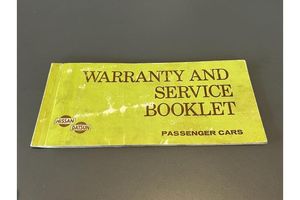 WARRANTY AND
SERVICE
BOOKLET
PASSENGER CARS
NISSAN
DATSUN